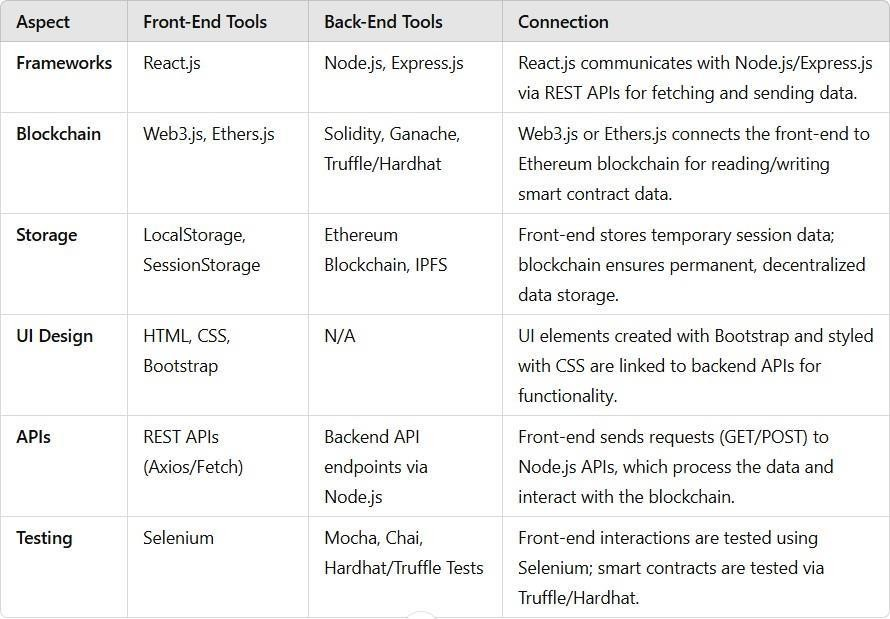 Aspect Front-End Tools Back-End Tools Connection
Frameworks React.js Node.js, Express.js React.js communicates with Node.js/Express.js
via REST APIs for fetching and sending data.
Blockchain Web3.js, Ethers.js Solidity, Ganache, Web3.js or Ethers.js connects the front-end to
Truffle/Hardhat Ethereum blockchain for reading/writing
smart contract data.
Storage LocalStorage, Ethereum Front-end stores temporary session data;
SessionStorage Blockchain, IPFS blockchain ensures permanent, decentralized
data storage.
UI Design HTML, CSS, N/A UI elements created with Bootstrap and styled
Bootstrap with CSS are linked to backend APIs for
functionality.
APIs REST APIs Backend API Front-end sends requests (GET/POST) to
(Axios/Fetch) endpoints via Node.js APIs, which process the data and
Node.js interact with the blockchain.
Testing Selenium Mocha, Chai, Front-end interactions are tested using
Hardhat/Truffle Tests Selenium; smart contracts are tested via
Truffle/Hardhat.